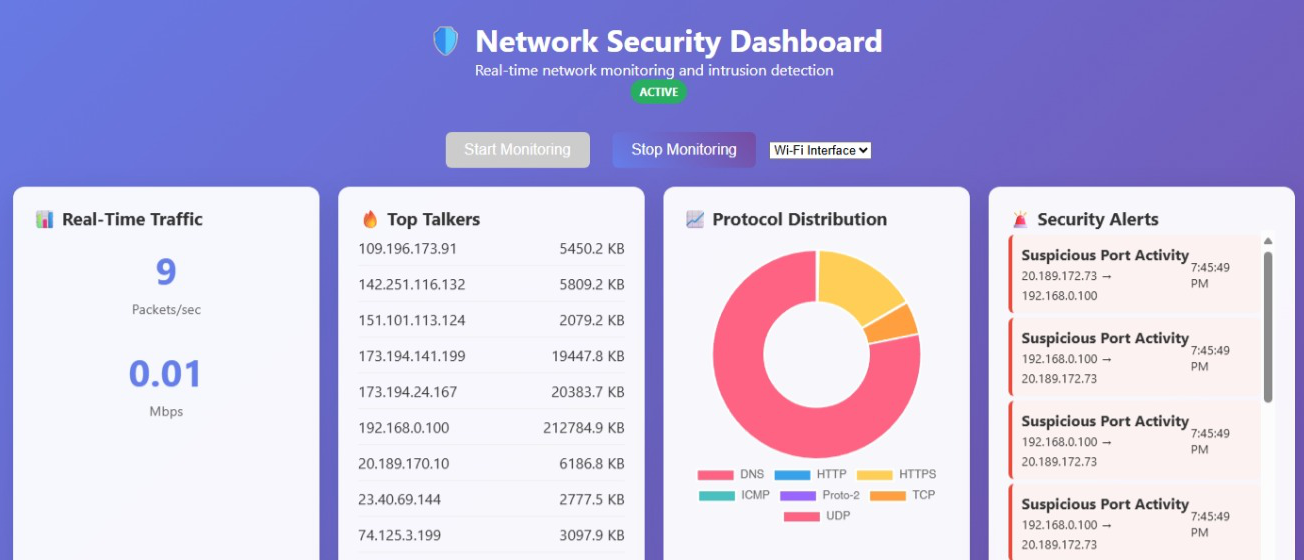 Network Security Dashboard
Real-time network monitoring and intrusion detection
ACTIVE
Start Monitoring
Stop Monitoring
Wi-Fi Interface
Real-Time Traffic
9
Packets/sec
0.01
Mbps
Top Talkers
109.196.173.91 5450.2 KB
142.251.116.132 5809.2 KB
151.101.113.124 2079.2 KB
173.194.141.199 19447.8 KB
173.194.24.167 20383.7 KB
192.168.0.100 212784.9 KB
20.189.170.10 6186.8 KB
23.40.69.144 2777.5 KB
74.125.3.199 3097.9 KB
Protocol Distribution
DNS HTTP HTTPS
ICMP Proto-2 TCP
UDP
Security Alerts
Suspicious Port Activity
20.189.172.73 →
192.168.0.100
7:45:49
PM
Suspicious Port Activity
192.168.0.100 →
20.189.172.73
7:45:49
PM
Suspicious Port Activity
192.168.0.100 →
20.189.172.73
7:45:49
PM
Suspicious Port Activity
192.168.0.100 →
20.189.172.73
7:45:49
PM